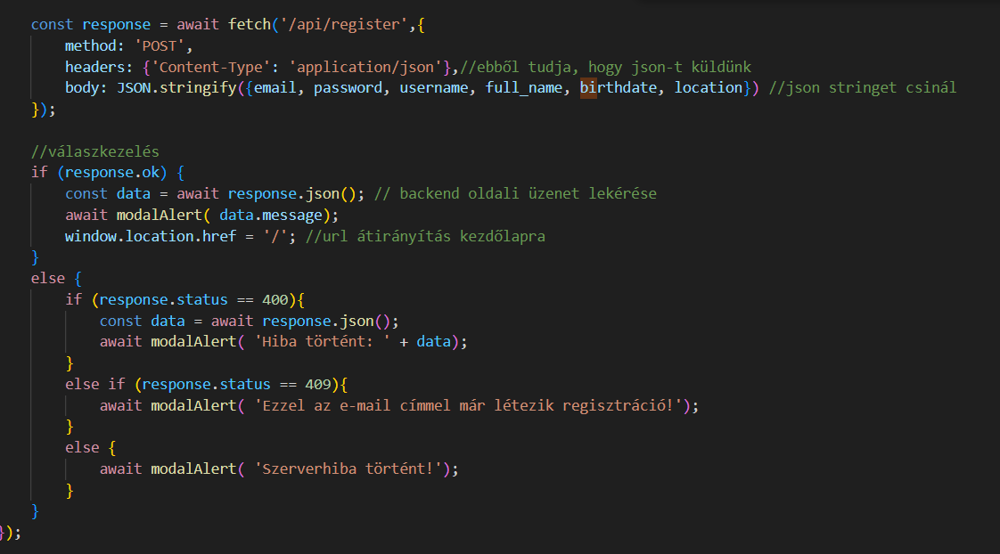 const response = await fetch('/api/register',{
method: 'POST',
headers: {'Content-Type': 'application/json'},//ebből tudja, hogy json-t küldünk
body: JSON.stringify({email, password, username, full_name, birthdate, location}) //json stringet csinál
});
//válaszkezelés
if (response.ok) {
const data = await response.json(); // backend oldali üzenet lekérése
await modalAlert( data.message);
window.location.href = '/'; //url átirányítás kezdőlapra
}
else {
if (response.status == 400){
const data = await response.json();
await modalAlert( 'Hiba történt: ' + data);
}
else if (response.status == 409){
await modalAlert( 'Ezzel az e-mail címmel már létezik regisztráció!');
}
else {
await modalAlert( 'Szerverhiba történt!');
}
}
});